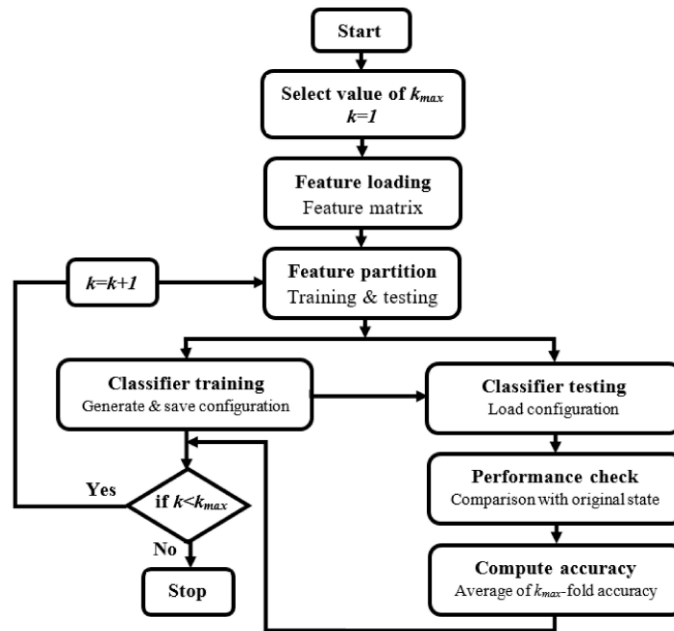 Start
Select value of kmax
k=1
Feature loading
Feature matrix
k=k+1
Feature partition
Training & testing
Classifier training
Generate & save configuration
Classifier testing
Load configuration
Performance check
Comparison with original state
Yes
if k<kmax
No
Compute accuracy
Average of kmax-fold accuracy
Stop